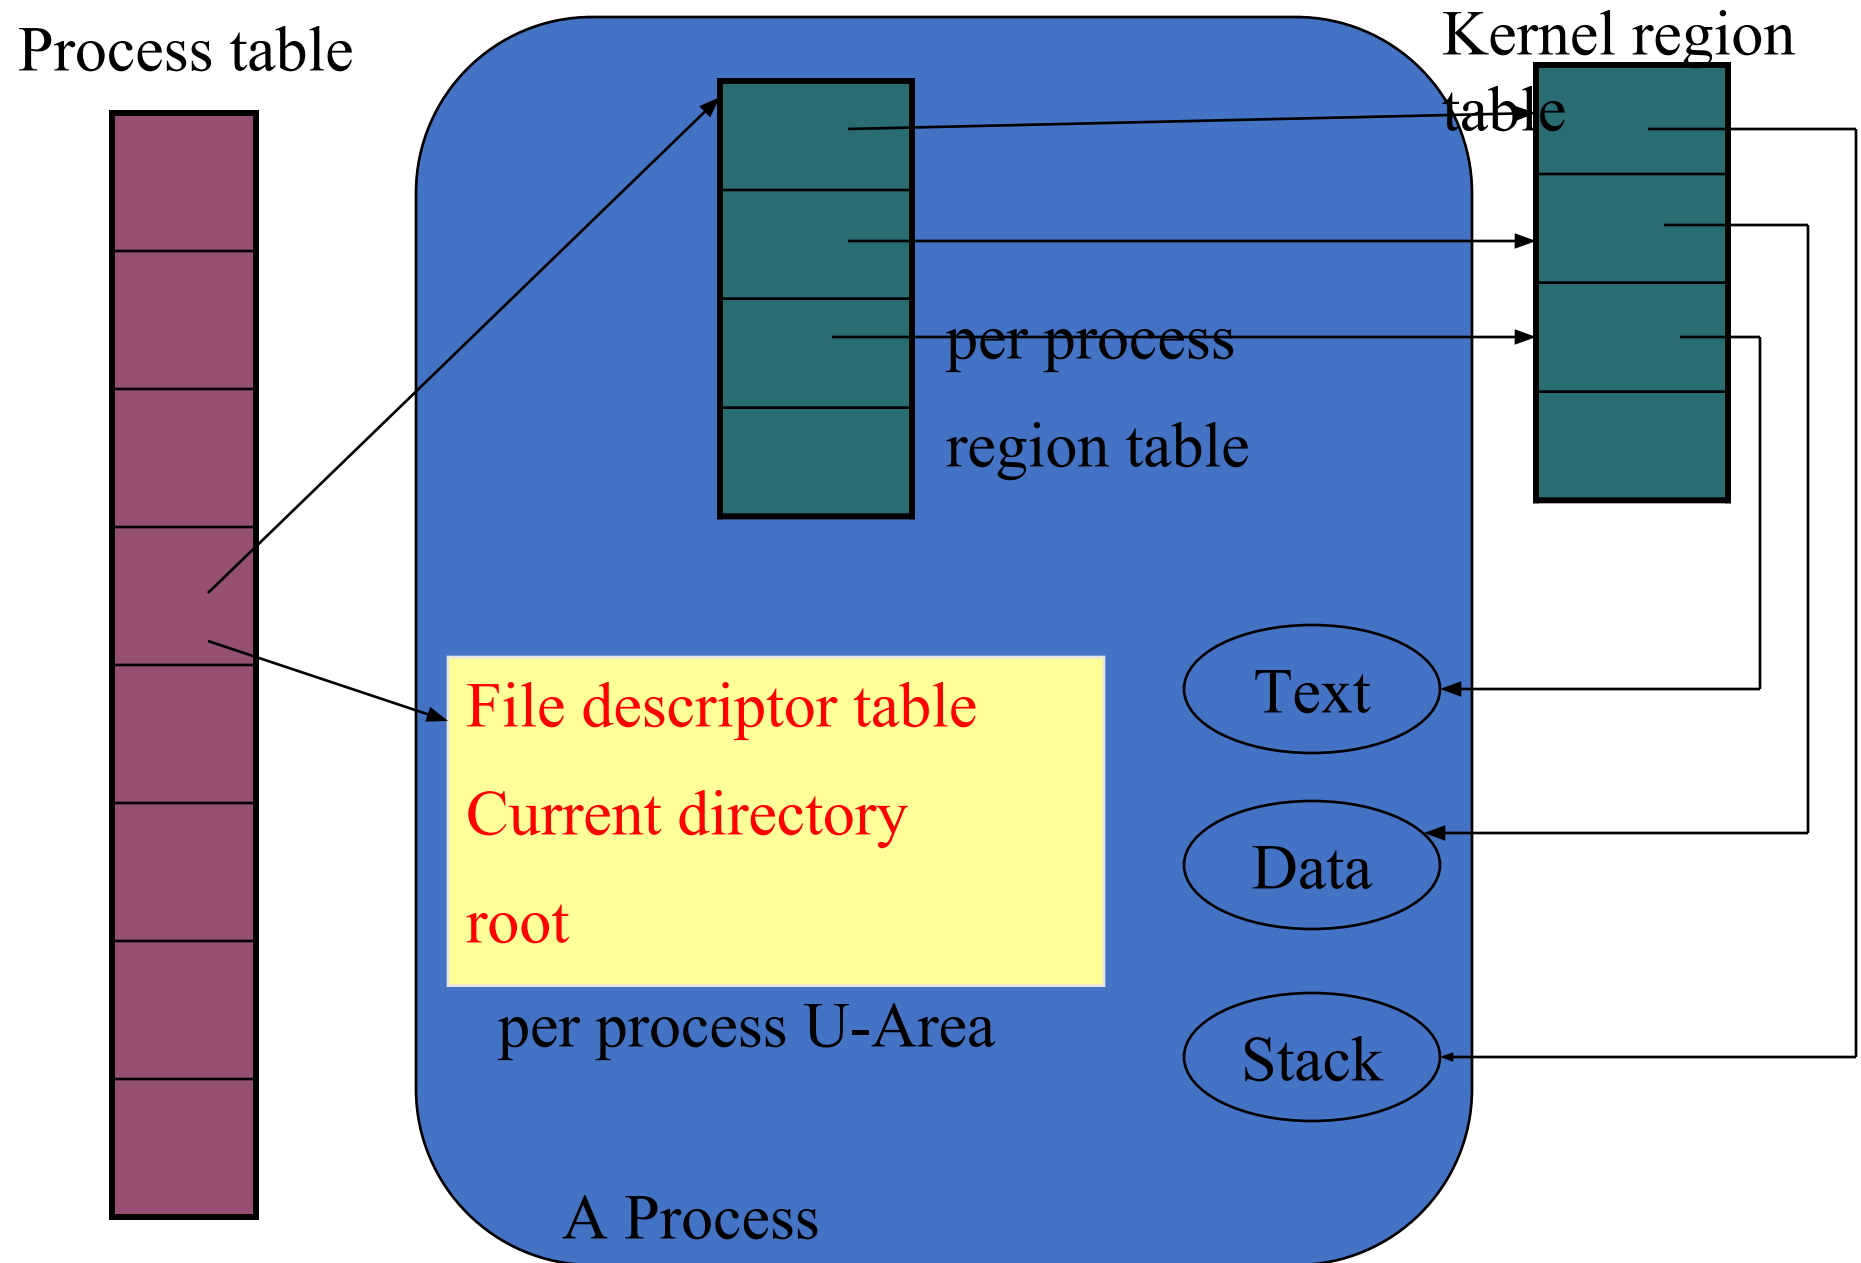 Process table
Kernel region
table
per process
region table
File descriptor table
Current directory
root
per process U-Area
Text
Data
Stack
A Process